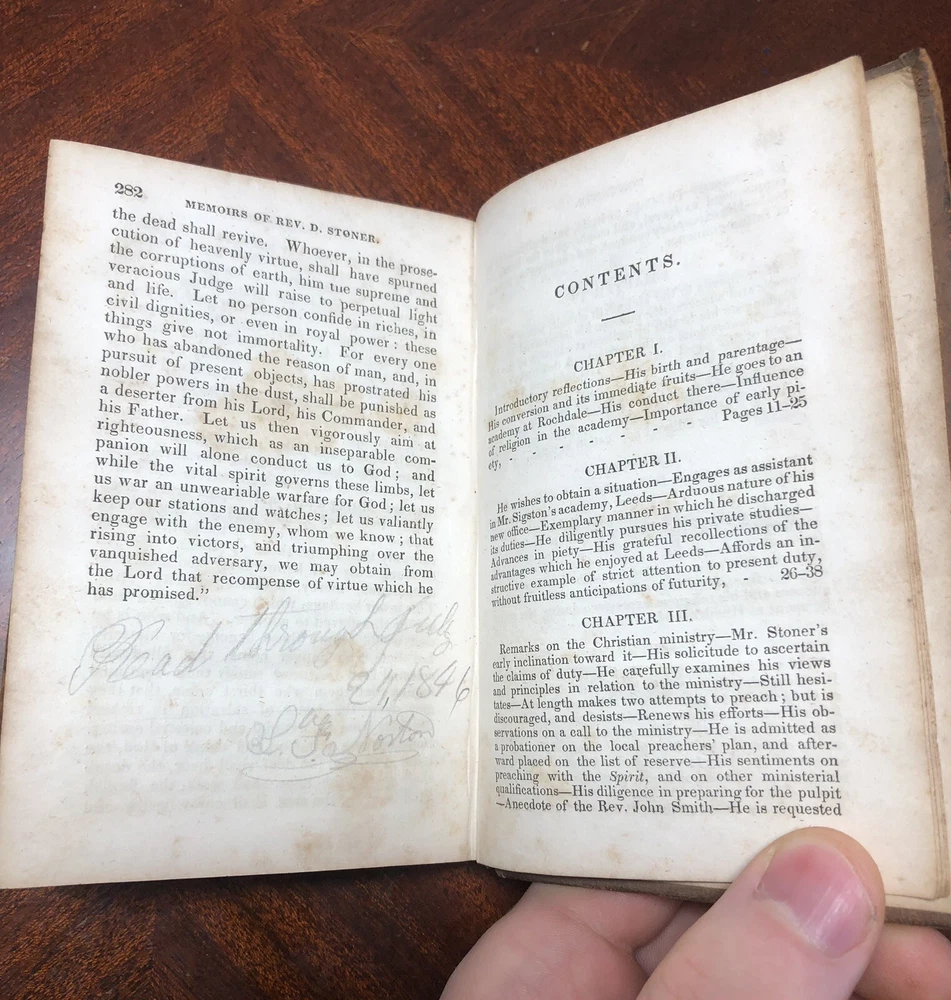 282
MEMOIRS OF REV. D. STONER.
the dead shall revive. Whoever, in the prose-
cution of heavenly virtue, shall have spurned
the corruptions of earth, him tue supreme and
veracious Judge will raise to perpetual light
and life. Let no person confide in riches, in
civil dignities, or even in royal power: these
things give not immortality. For every one
who has abandoned the reason of man, and, in
pursuit of present objects, has prostrated his
nobler powers in the dust, shall be punished as
a deserter from his Lord, his Commander, and
his Father. Let us then vigorously aim at
righteousness, which as an inseparable com-
panion will alone conduct us to God; and
while the vital spirit governs these limbs, let
us war an unweariable warfare for God; let us
keep our stations and watches; let us valiantly
engage with the enemy, whom we know; that
rising into victors, and triumphing over the
vanquished adversary, we may obtain from
the Lord that recompense of virtue which he
has promised."
Read through July
21, 1846
F. Norton
CONTENTS.
CHAPTER I.
Introductory reflections—His birth and parentage—
His conversion and its immediate fruits—He goes to an
academy at Rochdale—His conduct there—Influence
of religion in the academy—Importance of early pi-
ety, - - - - - - - Pages 11-25
CHAPTER II.
He wishes to obtain a situation—Engages as assistant
in Mr. Sigston's academy, Leeds—Arduous nature of his
new office—Exemplary manner in which he discharged
its duties—He diligently pursues his private studies—
Advances in piety—His grateful recollections of the
advantages which he enjoyed at Leeds—Affords an in-
structive example of strict attention to present duty,
without fruitless anticipations of futurity, - 26-38
CHAPTER III.
Remarks on the Christian ministry—Mr. Stoner's
early inclination toward it—His solicitude to ascertain
the claims of duty—He carefully examines his views
and principles in relation to the ministry—Still hesi-
tates—At length makes two attempts to preach; but is
discouraged, and desists—Renews his efforts—His ob-
servations on a call to the ministry—He is admitted as
a probationer on the local preachers' plan, and after-
ward placed on the list of reserve—His sentiments on
preaching with the Spirit, and on other ministerial
qualifications—His diligence in preparing for the pulpit
—Anecdote of the Rev. John Smith—He is requested